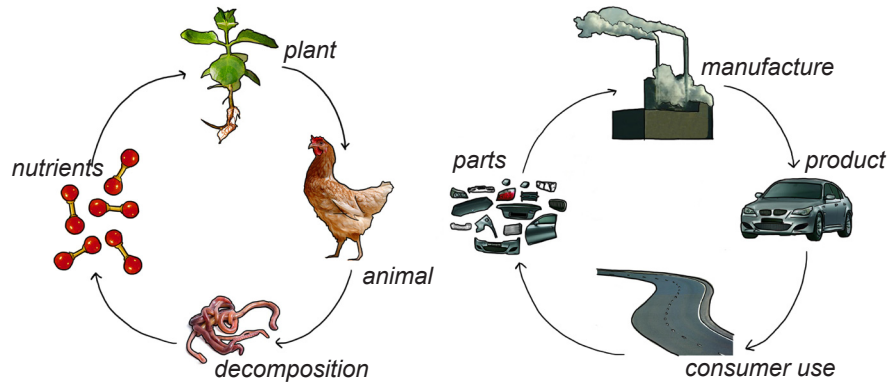 plant
animal
decomposition
nutrients
manufacture
product
consumer use
parts